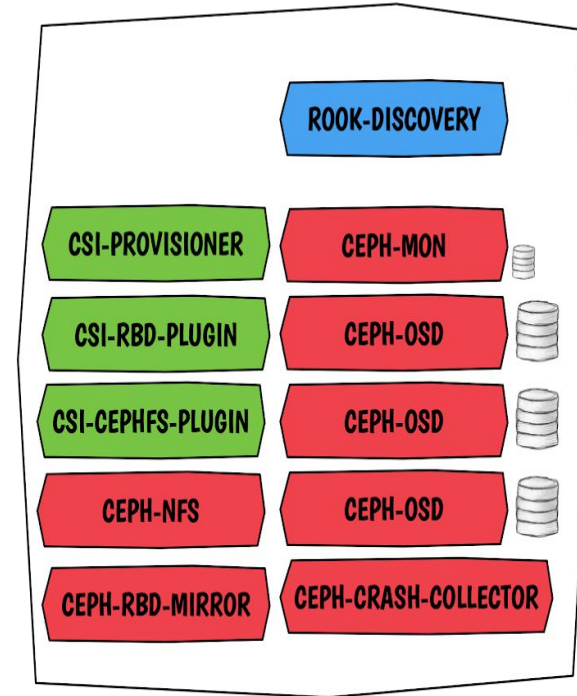 ROOK-DISCOVERY
CSI-PROVISIONER
CEPH-MON
CSI-RBD-PLUGIN
CEPH-OSD
CSI-CEPHFS-PLUGIN
CEPH-OSD
CEPH-NFS
CEPH-OSD
CEPH-RBD-MIRROR
CEPH-CRASH-COLLECTOR